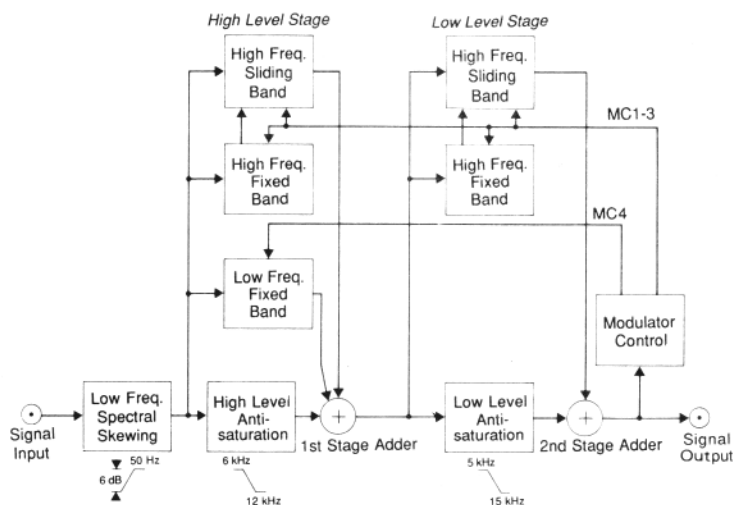 High Level Stage
Low Level Stage
High Freq.
Sliding
Band
High Freq.
Sliding
Band
MC1-3
High Freq.
Fixed
Band
High Freq.
Fixed
Band
MC4
Low Freq.
Fixed
Band
Modulator
Control
Low Freq.
Spectral
Skewing
High Level
Anti-
saturation
+
Low Level
Anti-
saturation
+
Signal
Input
1st Stage Adder
2nd Stage Adder
Signal
Output
50 Hz
6 dB
6 kHz
12 kHz
5 kHz
15 kHz